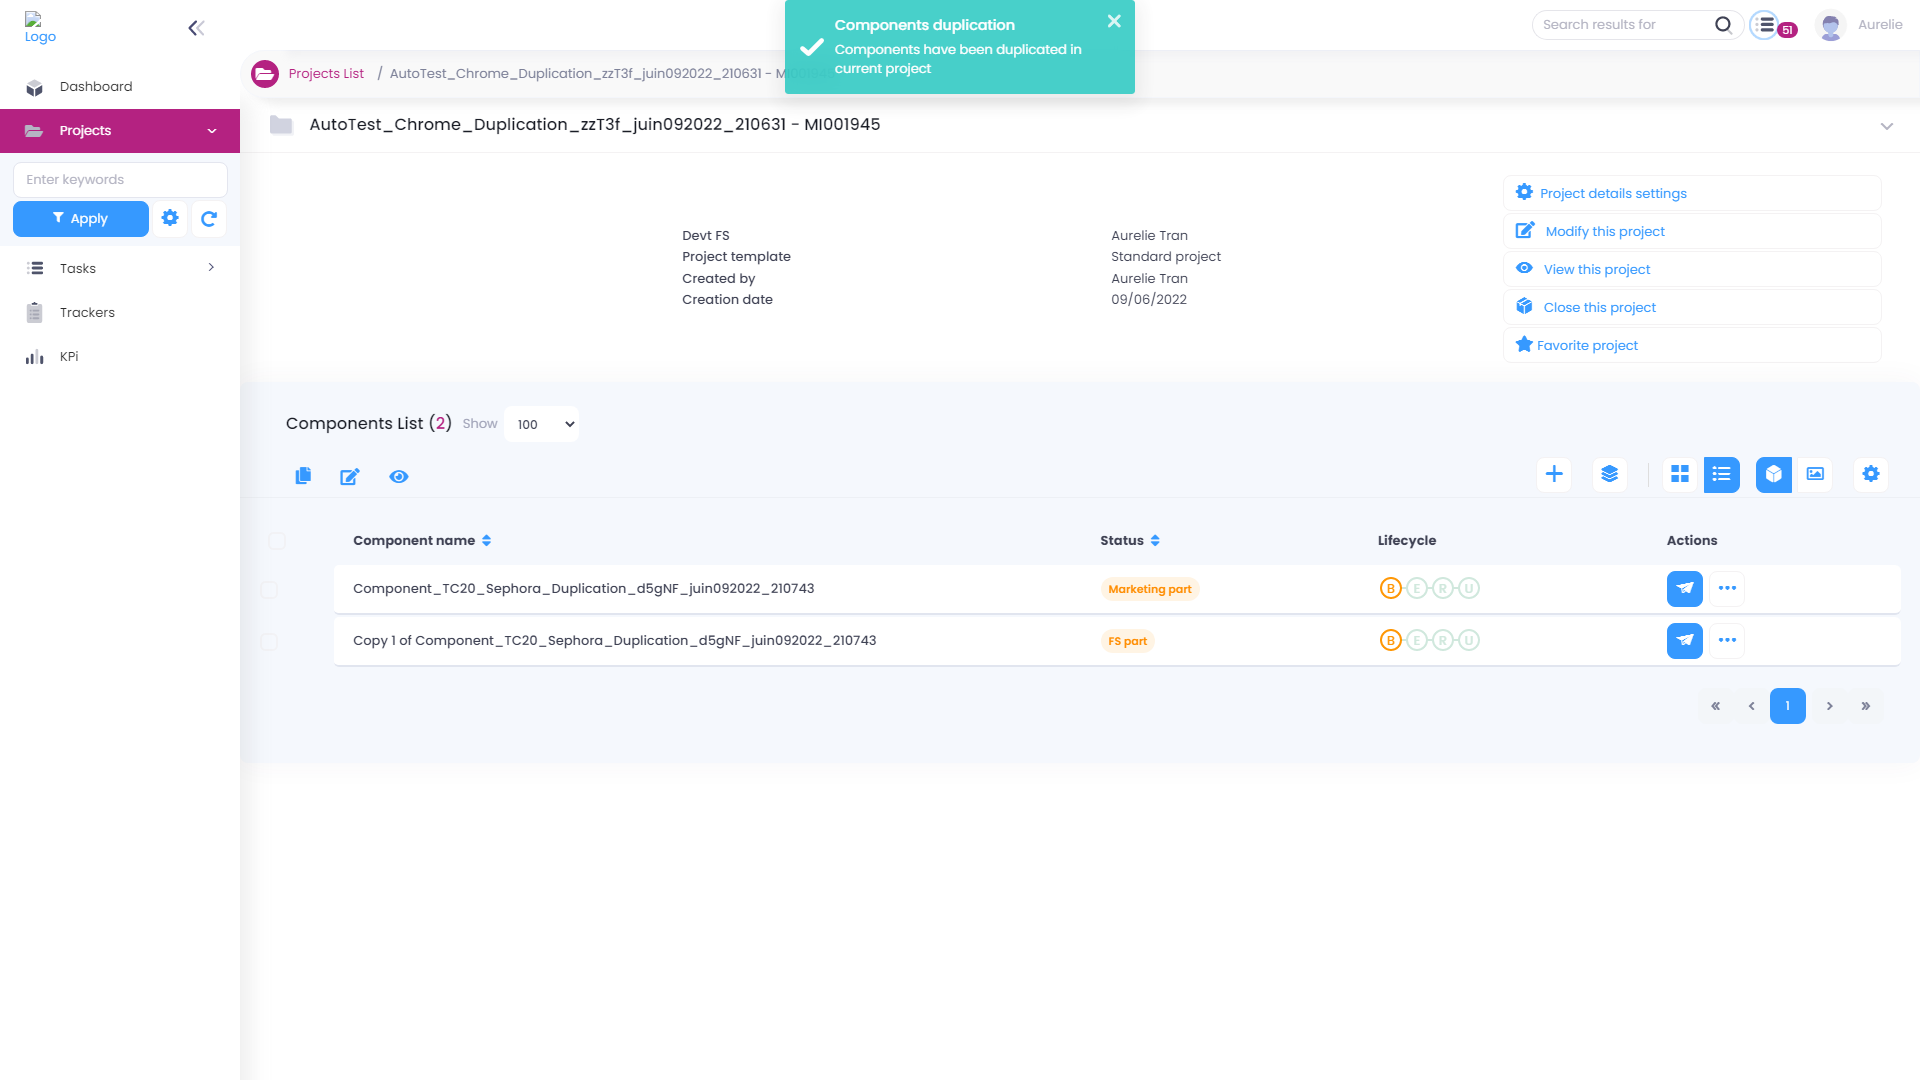 Logo
Components duplication
Components have been duplicated in
current project
Search results for
51
Aurelie
Projects List / AutoTest_Chrome_Duplication_zzT3f_juin092022_210631 - MI001945
Dashboard
Projects
Enter keywords
Apply
Tasks
Trackers
KPi
AutoTest_Chrome_Duplication_zzT3f_juin092022_210631 - MI001945
Devt FS Aurelie Tran
Project template Standard project
Created by Aurelie Tran
Creation date 09/06/2022
Project details settings
Modify this project
View this project
Close this project
Favorite project
Components List (2) Show 100
Component name Status Lifecycle Actions
Component_TC20_Sephora_Duplication_d5gNF_juin092022_210743 Marketing part B E R U
Copy 1 of Component_TC20_Sephora_Duplication_d5gNF_juin092022_210743 FS part B E R U
« ‹ 1 › »